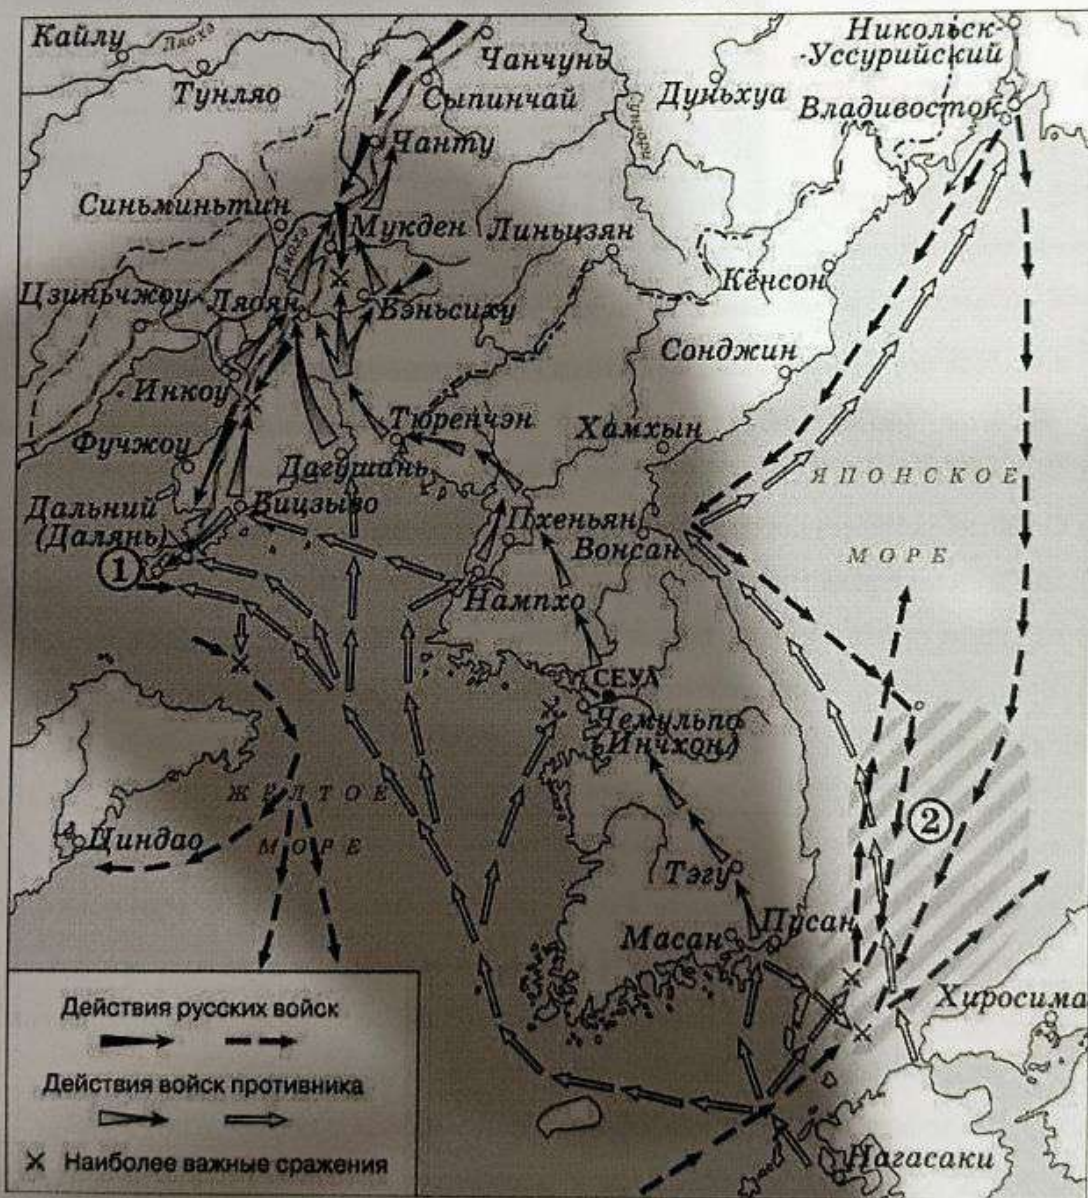 Кайлу
Ляохэ
Тунляо
Чанчунь
Сыпинчай
Чанту
Сунгари
Дуньхуа
Никольск-
-Уссурийский
Владивосток
Синьминьтин
Ляохэ
Мукден
Линьцзян
Кёнсон
Цзиньчжоу
Ляоян
Бэньсиху
Сонджин
Инкоу
Тюренчэн
Хамхын
Фучжоу
Дагушань
ЯПОНСКОЕ
МОРЕ
Дальний
(Далянь)
Бицзыво
Пхеньян
Вонсан
1
Нампхо
СЕУЛ
Чемульпо
(Инчхон)
ЖЕЛТОЕ
МОРЕ
2
Циндао
Тэгу
Масан
Пусан
Хиросима
Нагасаки
Действия русских войск
Действия войск противника
Наиболее важные сражения